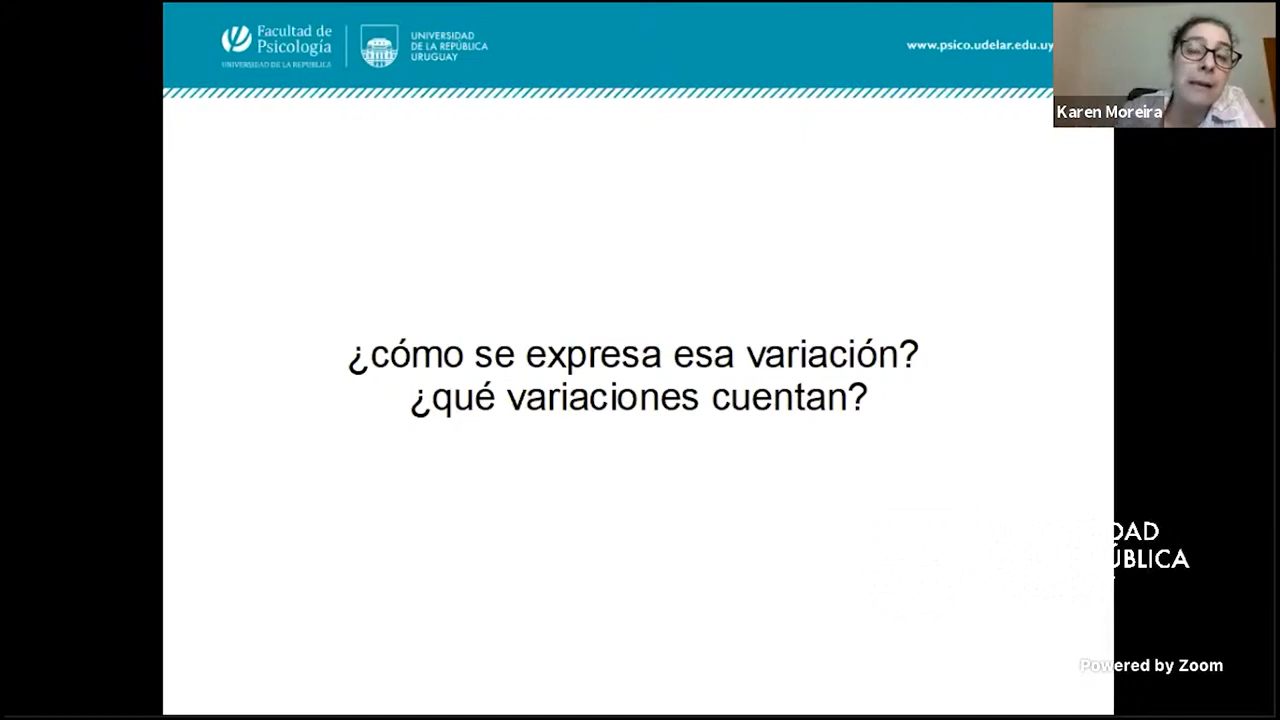 Facultad de
Psicología
UNIVERSIDAD DE LA REPÚBLICA
UNIVERSIDAD
DE LA REPÚBLICA
URUGUAY
www.psico.udelar.edu.uy
Karen Moreira
¿cómo se expresa esa variación?
¿qué variaciones cuentan?
DAD
ÚBLICA
Powered by Zoom